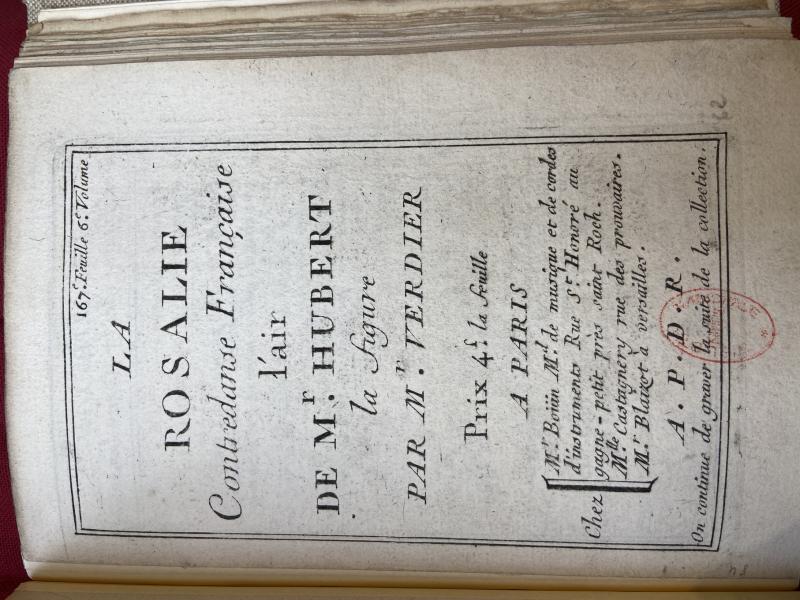 167.e Feuille 6.e Volume
LA
ROSALIE
Contredanse Française
l'air
DE M.r HUBERT
la figure
PAR M.r VERDIER
Prix 4.f la feuille
A PARIS
Chez
M.r Boüin M.d de musique et de cordes
d'instruments Rue S.t Honoré au
gagne-petit près saint Roch.
M.lle Castagnery rue des prouvaires.
M.r Blaizot à versailles.
A. P. D. R.
On continue de graver la suite de la collection.